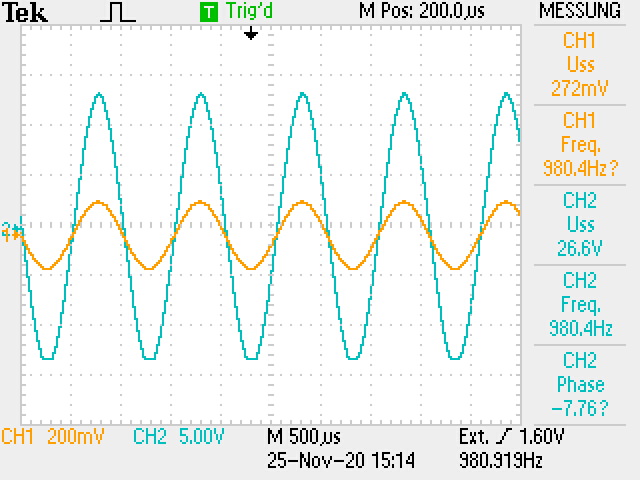 Tek T Trig'd M Pos: 200.0µs MESSUNG
CH1
Uss
272mV
CH1
Freq.
980.4Hz?
CH2
Uss
26.6V
CH2
Freq.
980.4Hz
CH2
Phase
-7.76?
CH1 200mV CH2 5.00V M 500µs Ext. 1.60V
25-Nov-20 15:14 980.919Hz